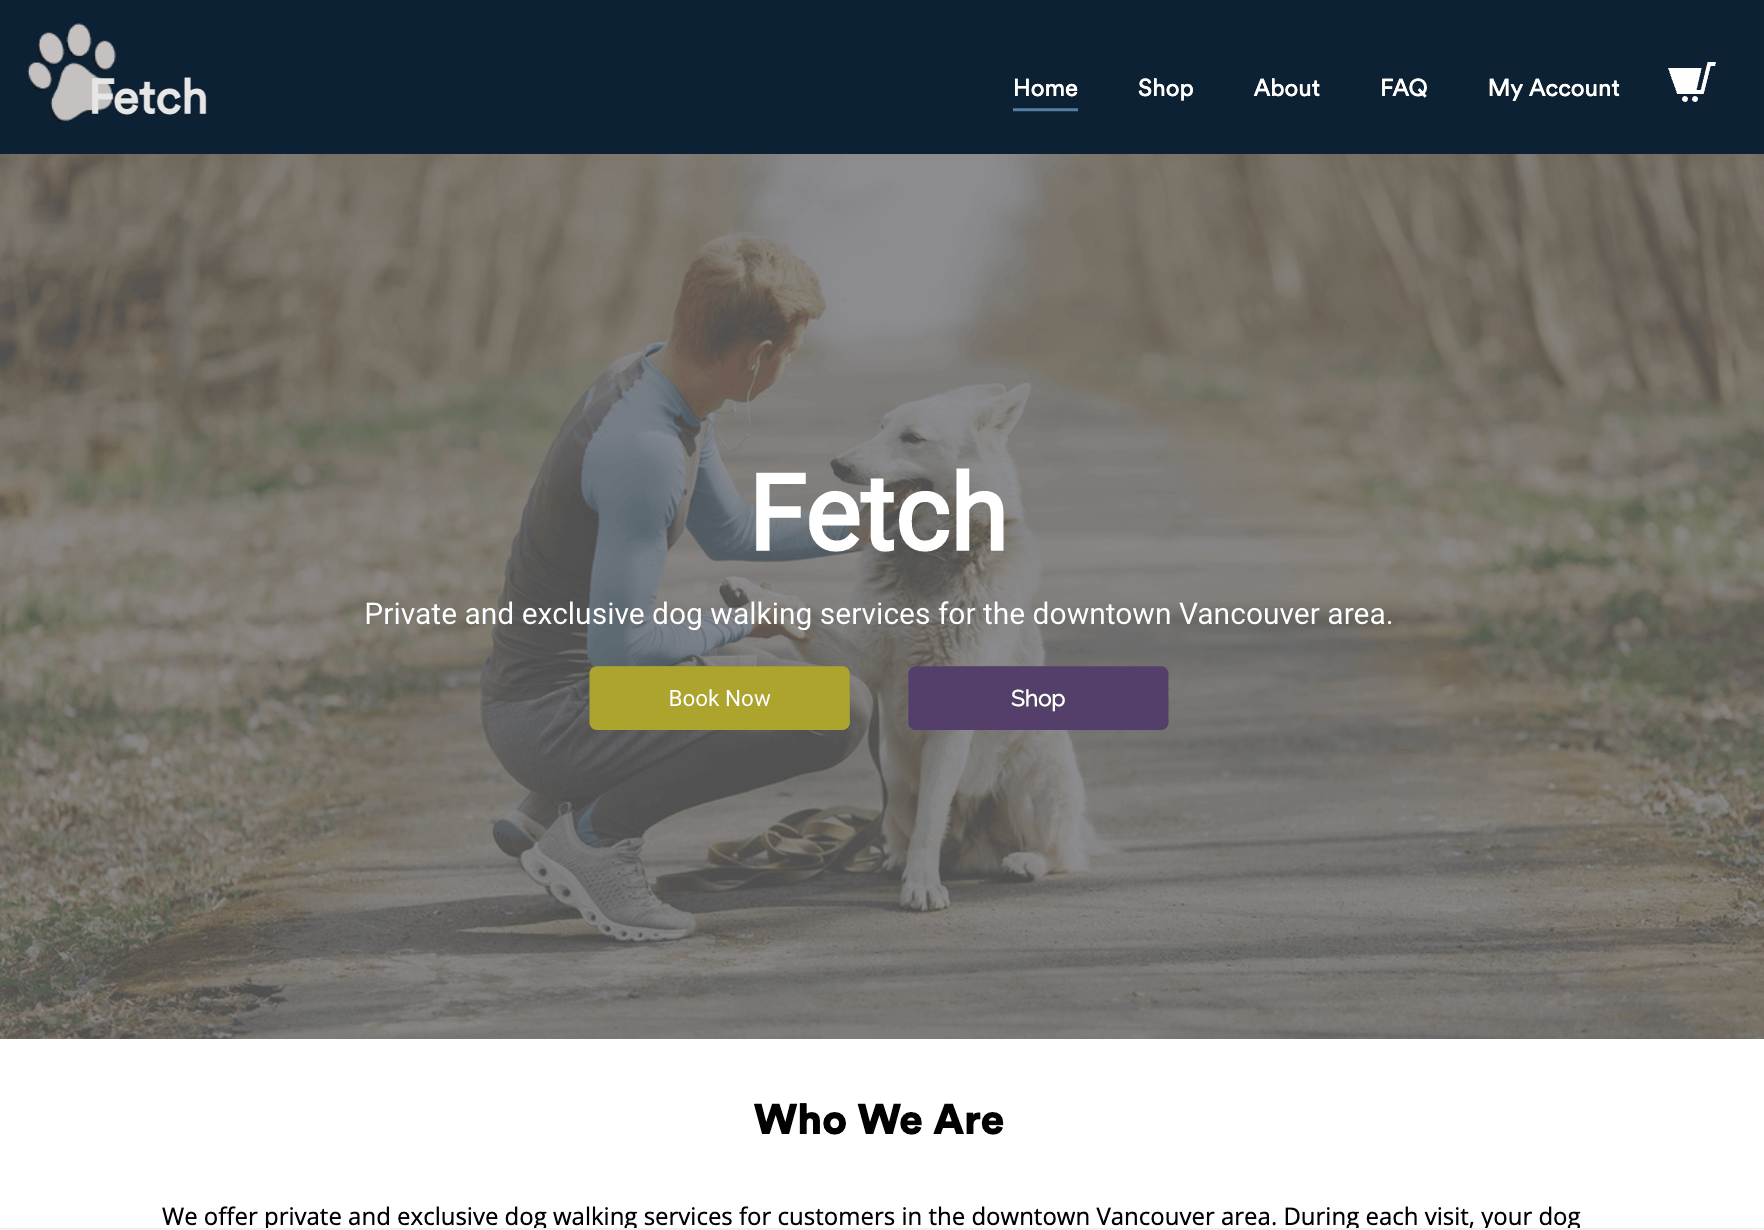 Fetch
Home Shop About FAQ My Account
Fetch
Private and exclusive dog walking services for the downtown Vancouver area.
Book Now Shop
Who We Are
We offer private and exclusive dog walking services for customers in the downtown Vancouver area. During each visit, your dog